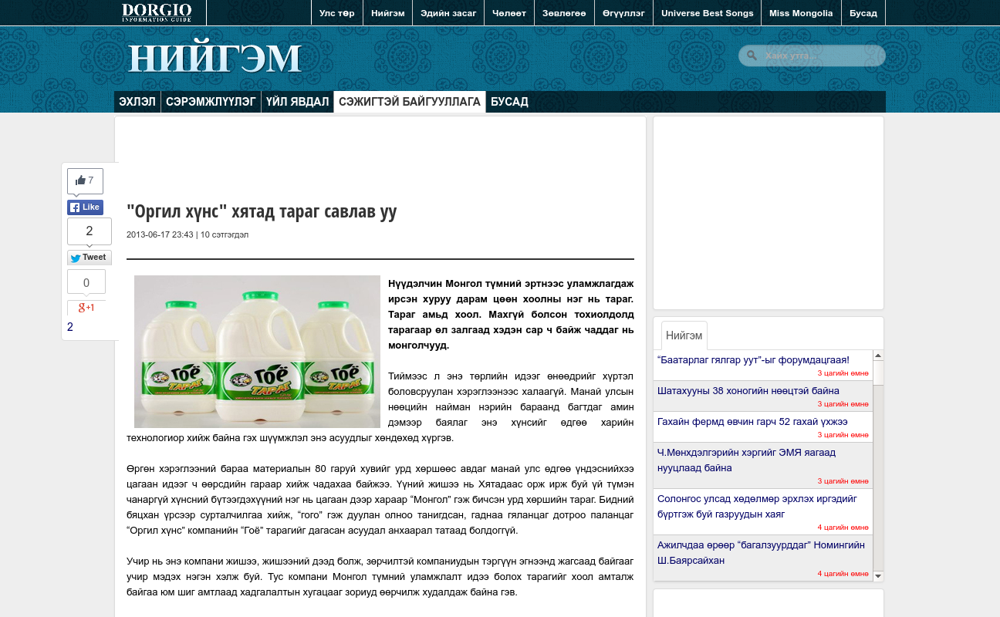 DORGIO
INFORMATION GUIDE
Улс төр
Нийгэм
Эдийн засаг
Чөлөөт
Зөвлөгөө
Өгүүллэг
Universe Best Songs
Miss Mongolia
Бусад
НИЙГЭМ
Хайх утга...
ЭХЛЭЛ
СЭРЭМЖЛҮҮЛЭГ
ҮЙЛ ЯВДАЛ
СЭЖИГТЭЙ БАЙГУУЛЛАГА
БУСАД
7
Like
2
Tweet
0
g+1
2
"Оргил хүнс" хятад тараг савлав уу
2013-06-17 23:43 | 10 сэтгэгдэл
ГОЁ
ТАРАГ
ГОЁ
ТАРАГ
ГОЁ
ТАРАГ
Нүүдэлчин Монгол түмний эртнээс уламжлагдаж
ирсэн хуруу дарам цөөн хоолны нэг нь тараг.
Тараг амьд хоол. Махгүй болсон тохиолдолд
тарагаар өл залгаад хэдэн сар ч байж чаддаг нь
монголчууд.
Тиймээс л энэ төрлийн идээг өнөөдрийг хүртэл
боловсруулан хэрэглээнээс халаагүй. Манай улсын
нөөцийн найман нэрийн бараанд багтдаг амин
дэмээр баялаг энэ хүнсийг өдгөө харийн
технологиор хийж байна гэх шүүмжлэл энэ асуудлыг хөндөхөд хүргэв.
Өргөн хэрэглээний бараа материалын 80 гаруй хувийг урд хөршөөс авдаг манай улс өдгөө үндэснийхээ
цагаан идээг ч өөрсдийн гараар хийж чадахаа байжээ. Үүний жишээ нь Хятадаас орж ирж буй үй түмэн
чанаргүй хүнсний бүтээгдэхүүний нэг нь цагаан дээр хараар “Монгол” гэж бичсэн урд хөршийн тараг. Бидний
бяцхан үрсээр сурталчилгаа хийж, “гого” гэж дуулан олноо танигдсан, гаднаа гяланцаг дотроо паланцаг
“Оргил хүнс” компанийн “Гоё” тарагийг дагасан асуудал анхаарал татаад болдоггүй.
Учир нь энэ компани жишээ, жишээний дээд болж, зөрчилтэй компаниудын тэргүүн эгнээнд жагсаад байгааг
учир мэдэх нэгэн хэлж буй. Тус компани Монгол түмний уламжлалт идээ болох тарагийг хоол амталж
байгаа юм шиг амтлаад хадгалалтын хугацааг зориуд өөрчилж худалдаж байна гэв.
Нийгэм
“Баатарлаг гялгар уут”-ыг форумдацгаая!
3 цагийн өмнө
Шатахууны 38 хоногийн нөөцтэй байна
3 цагийн өмнө
Гахайн фермд өвчин гарч 52 гахай үхжээ
3 цагийн өмнө
Ч.Мөнхдэлгэрийн хэргийг ЭМЯ яагаад
нууцлаад байна
3 цагийн өмнө
Солонгос улсад хөдөлмөр эрхлэх иргэдийг
бүртгэж буй газруудын хаяг
4 цагийн өмнө
Ажилчдаа өрөөр “багалзуурддаг” Номингийн
Ш.Баярсайхан
4 цагийн өмнө